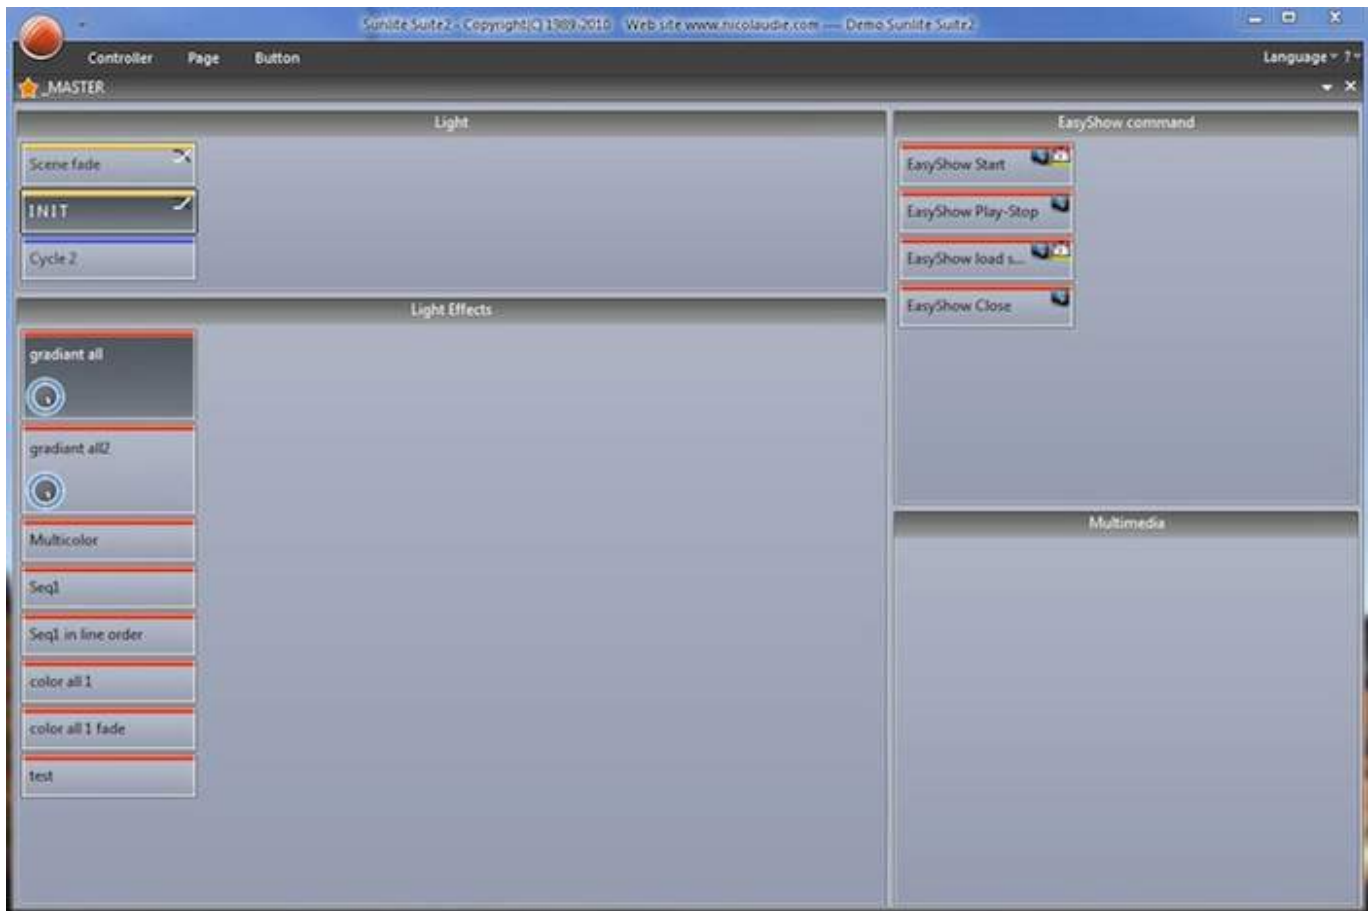 Sunlite Suite2 - Copyright(C) 1989-2010 Web site www.nicolaudie.com ---- Demo Sunlite Suite2
Controller Page Button Language ?
_MASTER
Light
Scene fade
INIT
Cycle 2
Light Effects
gradiant all
gradiant all2
Multicolor
Seq1
Seq1 in line order
color all 1
color all 1 fade
test
EasyShow command
EasyShow Start
EasyShow Play-Stop
EasyShow load s...
EasyShow Close
Multimedia